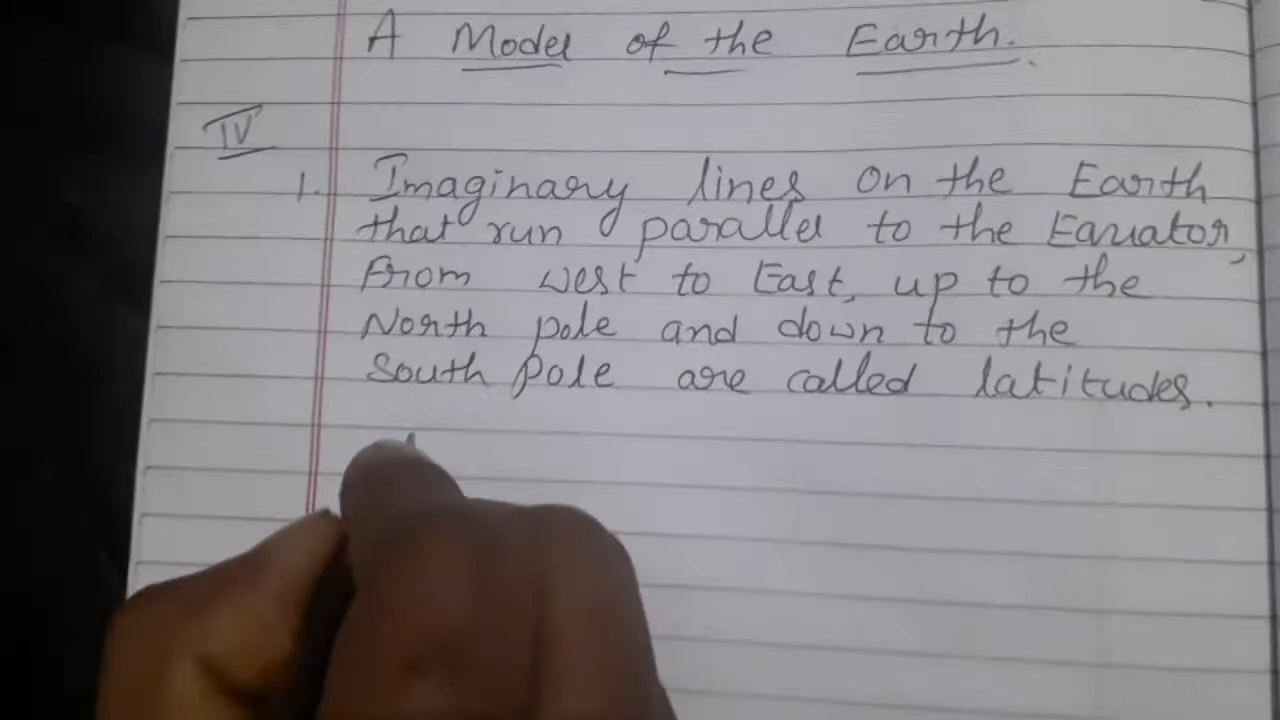 A Model of the Earth.
IV
1. Imaginary lines on the Earth
that run parallel to the Equator,
From west to East, up to the
North pole and down to the
South pole are called latitudes.